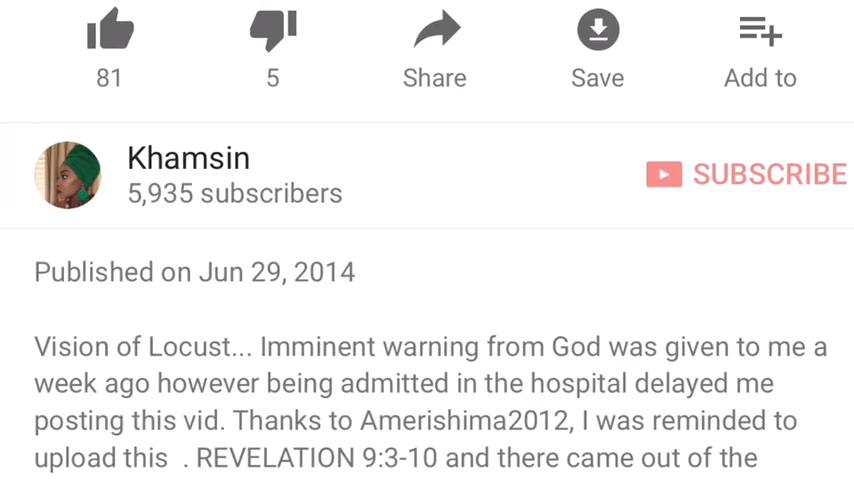 81 5 Share Save Add to
Khamsin
5,935 subscribers
SUBSCRIBE
Published on Jun 29, 2014
Vision of Locust... Imminent warning from God was given to me a
week ago however being admitted in the hospital delayed me
posting this vid. Thanks to Amerishima2012, I was reminded to
upload this . REVELATION 9:3-10 and there came out of the